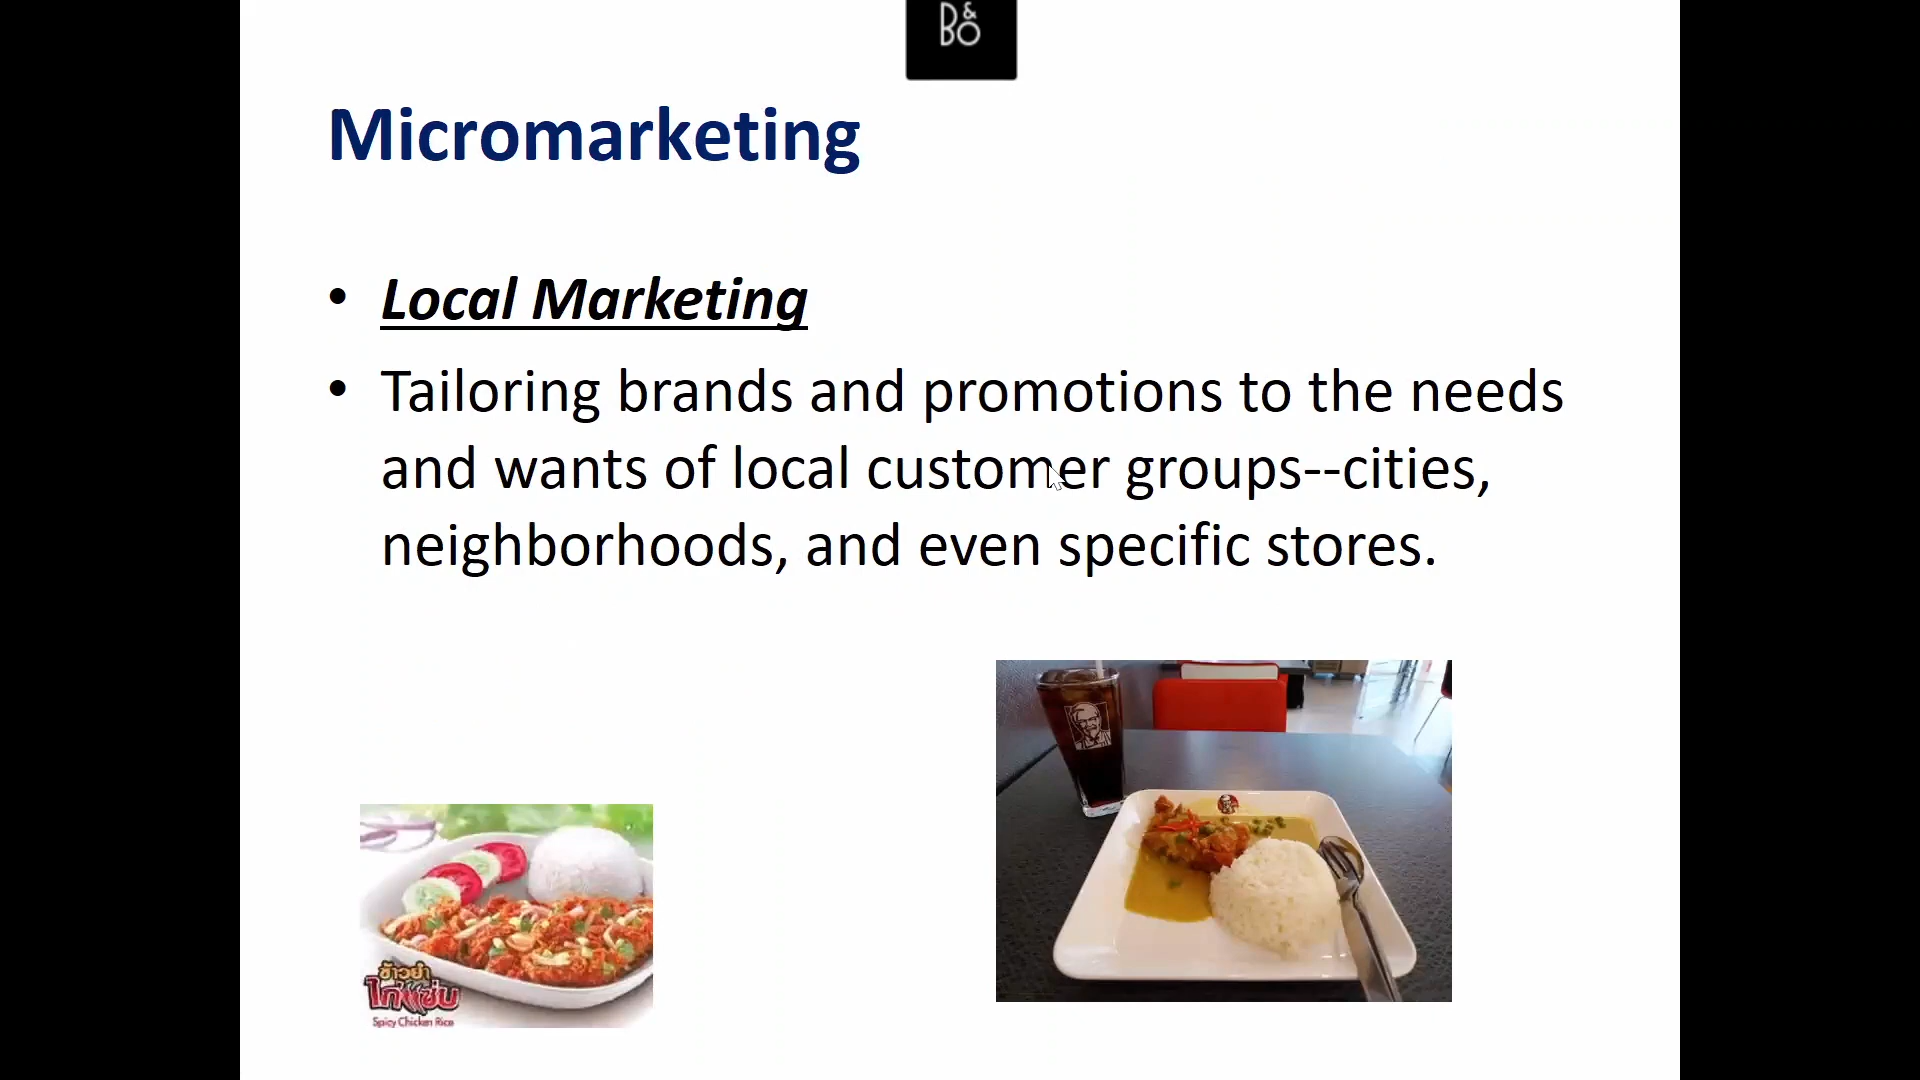 B&O
Micromarketing
• Local Marketing
• Tailoring brands and promotions to the needs
and wants of local customer groups--cities,
neighborhoods, and even specific stores.
ข้าวยำ
ไก่แซ่บ
Spicy Chicken Rice